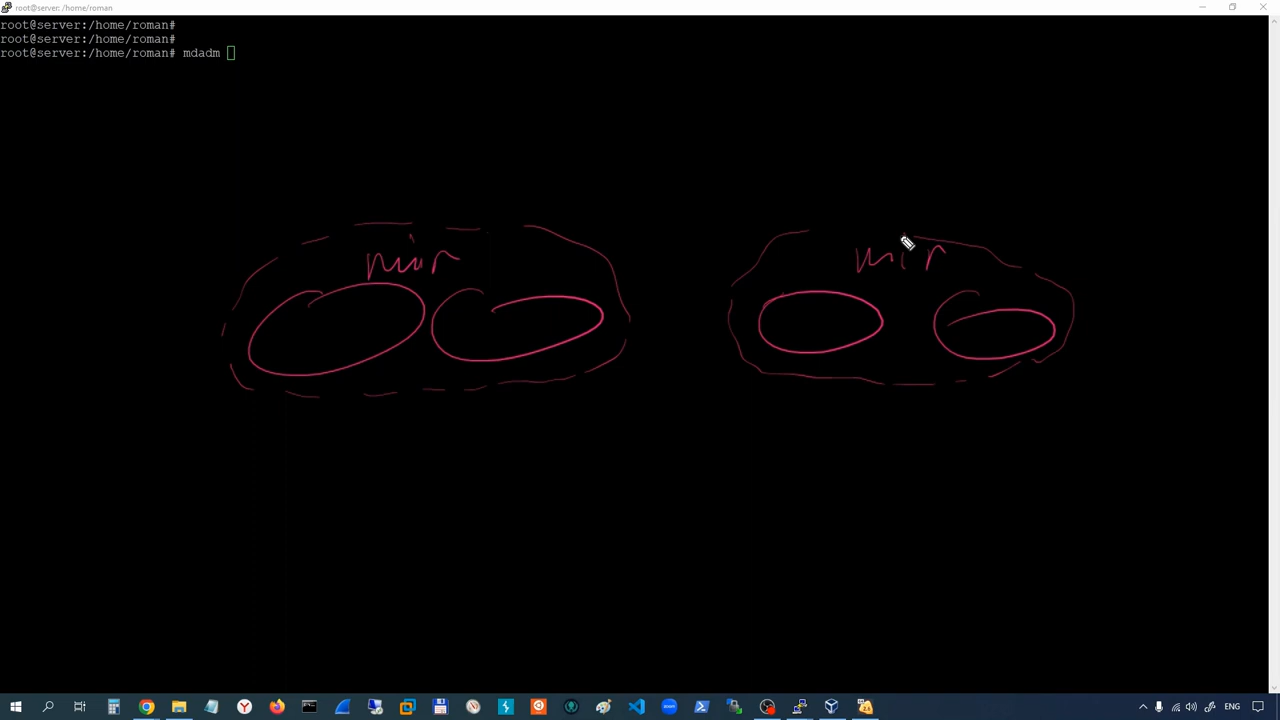 root@server: /home/roman
root@server:/home/roman#
root@server:/home/roman#
root@server:/home/roman# mdadm
mir mir
ENG